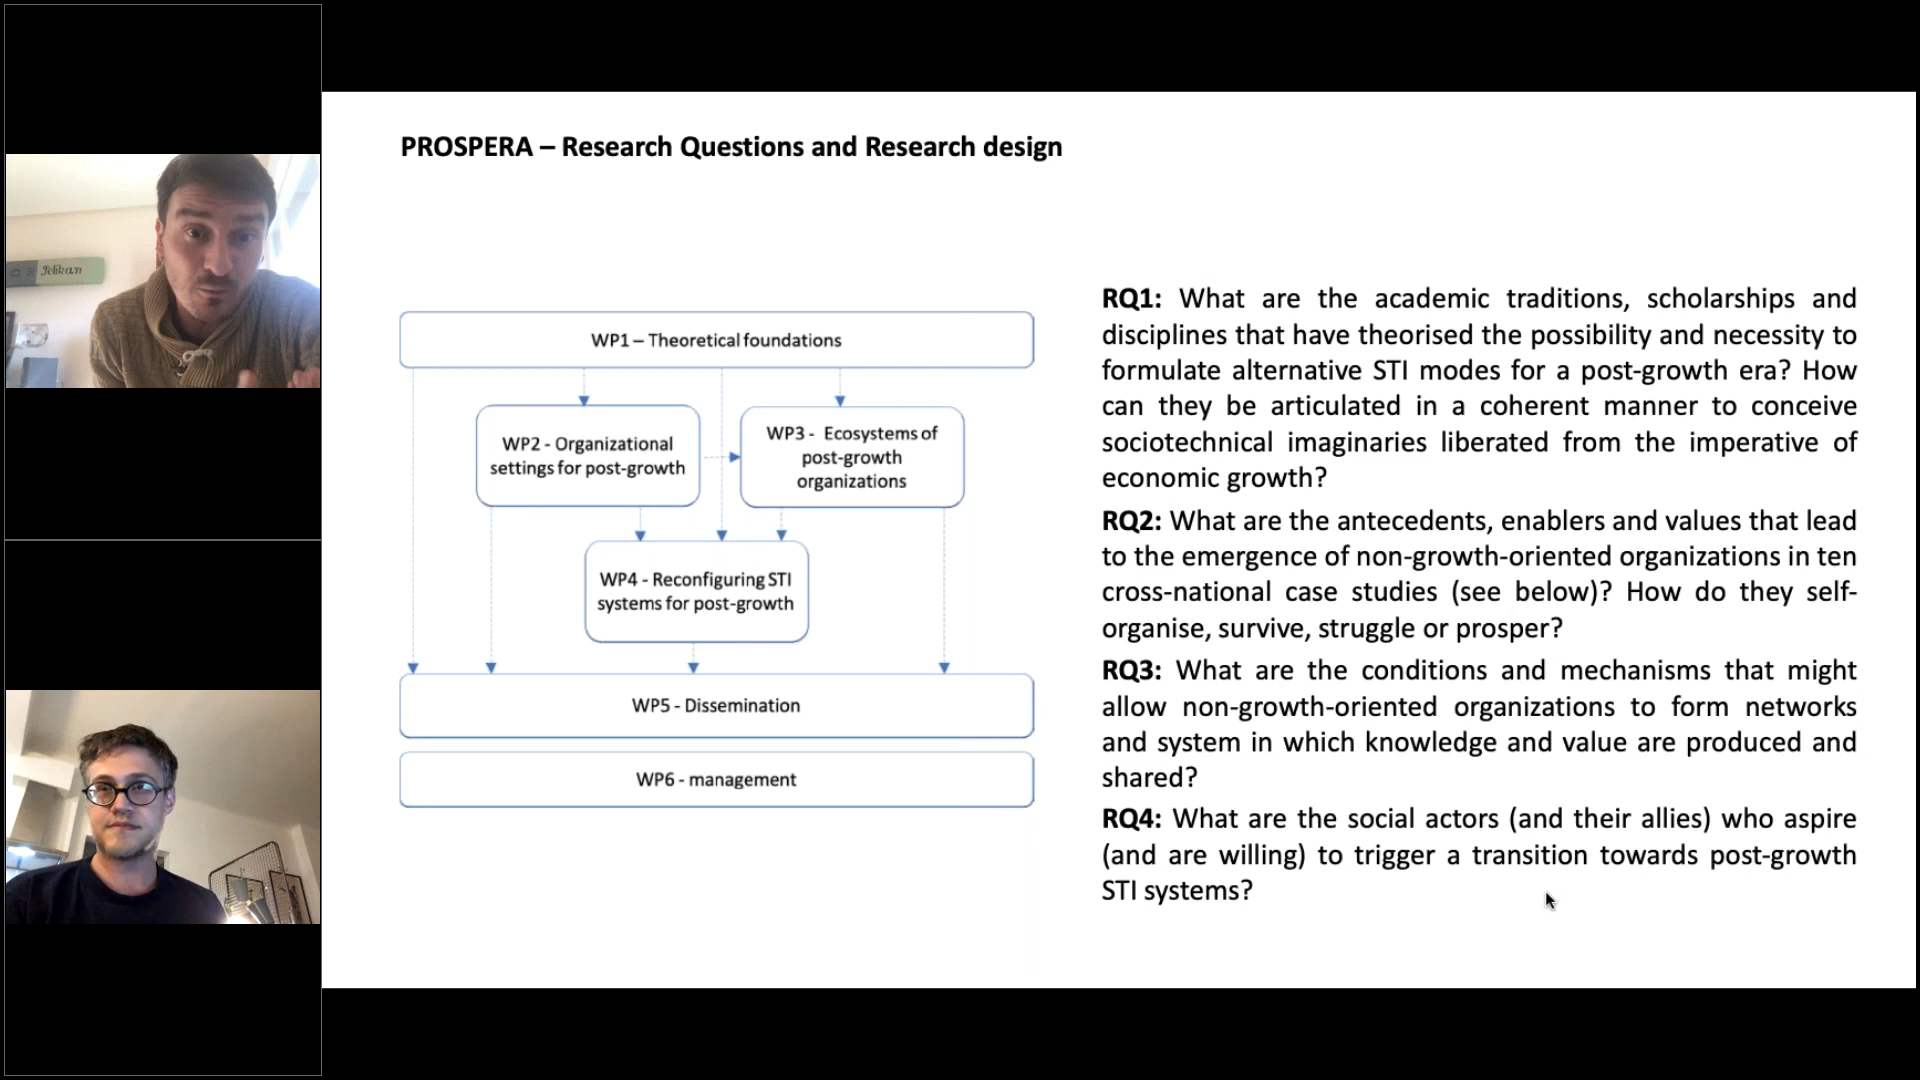 PROSPERA – Research Questions and Research design
Pelikan
WP1 – Theoretical foundations
WP2 - Organizational
settings for post-growth
WP3 - Ecosystems of
post-growth
organizations
WP4 - Reconfiguring STI
systems for post-growth
WP5 - Dissemination
WP6 - management
RQ1: What are the academic traditions, scholarships and
disciplines that have theorised the possibility and necessity to
formulate alternative STI modes for a post-growth era? How
can they be articulated in a coherent manner to conceive
sociotechnical imaginaries liberated from the imperative of
economic growth?
RQ2: What are the antecedents, enablers and values that lead
to the emergence of non-growth-oriented organizations in ten
cross-national case studies (see below)? How do they self-
organise, survive, struggle or prosper?
RQ3: What are the conditions and mechanisms that might
allow non-growth-oriented organizations to form networks
and system in which knowledge and value are produced and
shared?
RQ4: What are the social actors (and their allies) who aspire
(and are willing) to trigger a transition towards post-growth
STI systems?